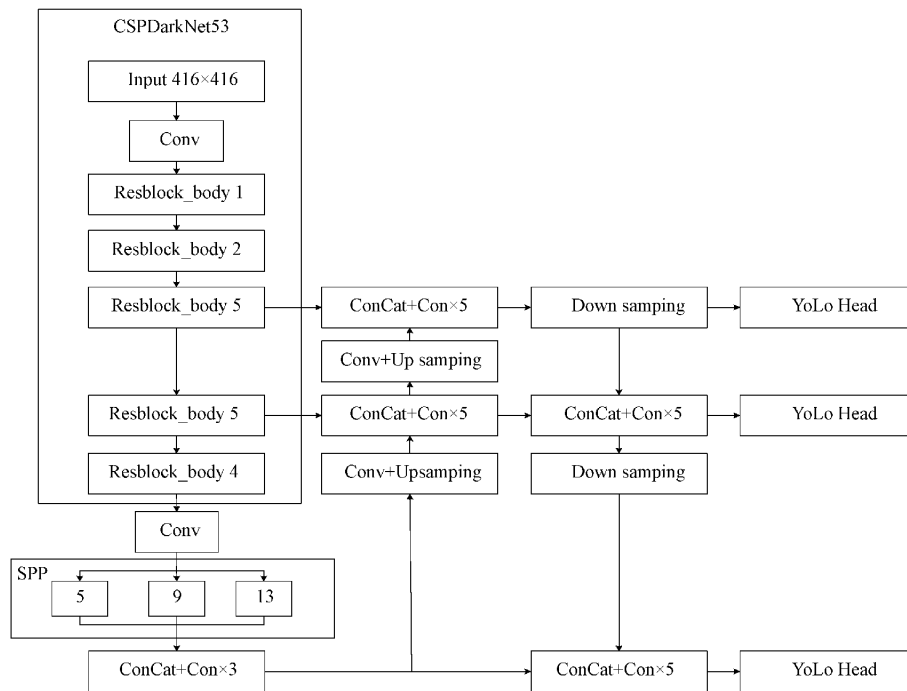 CSPDarkNet53
Input 416×416
Conv
Resblock_body 1
Resblock_body 2
Resblock_body 5
ConCat+Con×5
Down samping
YoLo Head
Conv+Up samping
Resblock_body 5
ConCat+Con×5
ConCat+Con×5
YoLo Head
Resblock_body 4
Conv+Upsamping
Down samping
Conv
SPP
5
9
13
ConCat+Con×3
ConCat+Con×5
YoLo Head